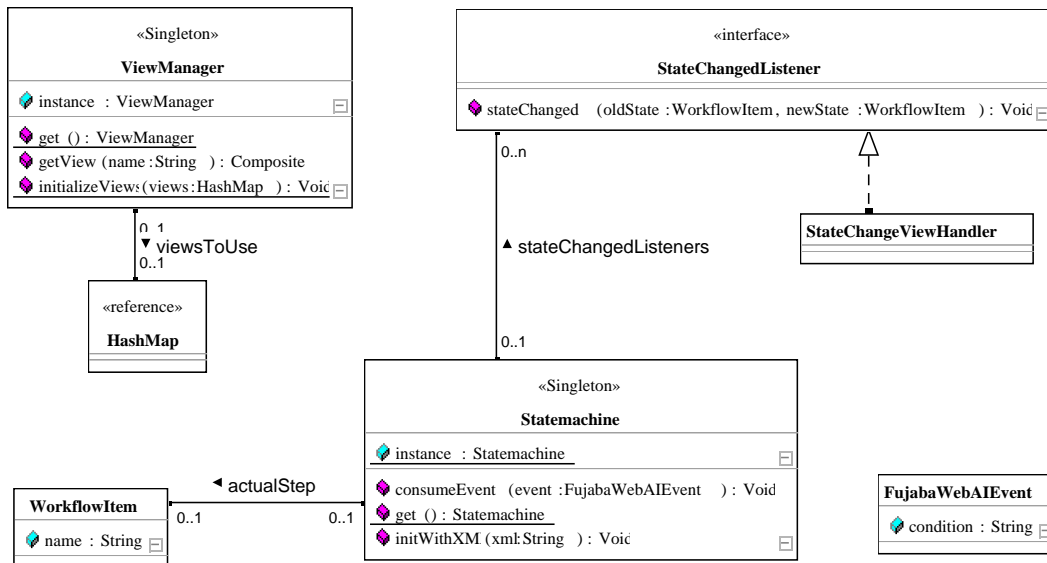 «Singleton»
ViewManager
instance : ViewManager
get () : ViewManager
getView (name :String ) : Composite
initializeViews (views :HashMap ) : Void
0..1
viewsToUse
0..1
«reference»
HashMap
«interface»
StateChangedListener
stateChanged (oldState :WorkflowItem , newState :WorkflowItem ) : Void
0..n
stateChangedListeners
0..1
StateChangeViewHandler
«Singleton»
Statemachine
instance : Statemachine
consumeEvent (event :FujabaWebAIEvent ) : Void
get () : Statemachine
initWithXM (xml:String ) : Void
actualStep
0..1
0..1
WorkflowItem
name : String
FujabaWebAIEvent
condition : String